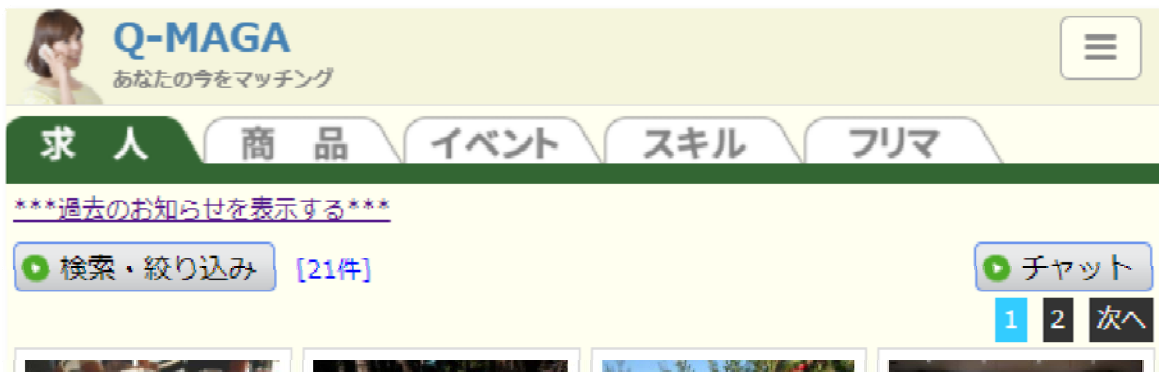 Q-MAGA
あなたの今をマッチング
求 人 商 品 イベント スキル フリマ
***過去のお知らせを表示する***
検索・絞り込み [21件] チャット
1 2 次へ